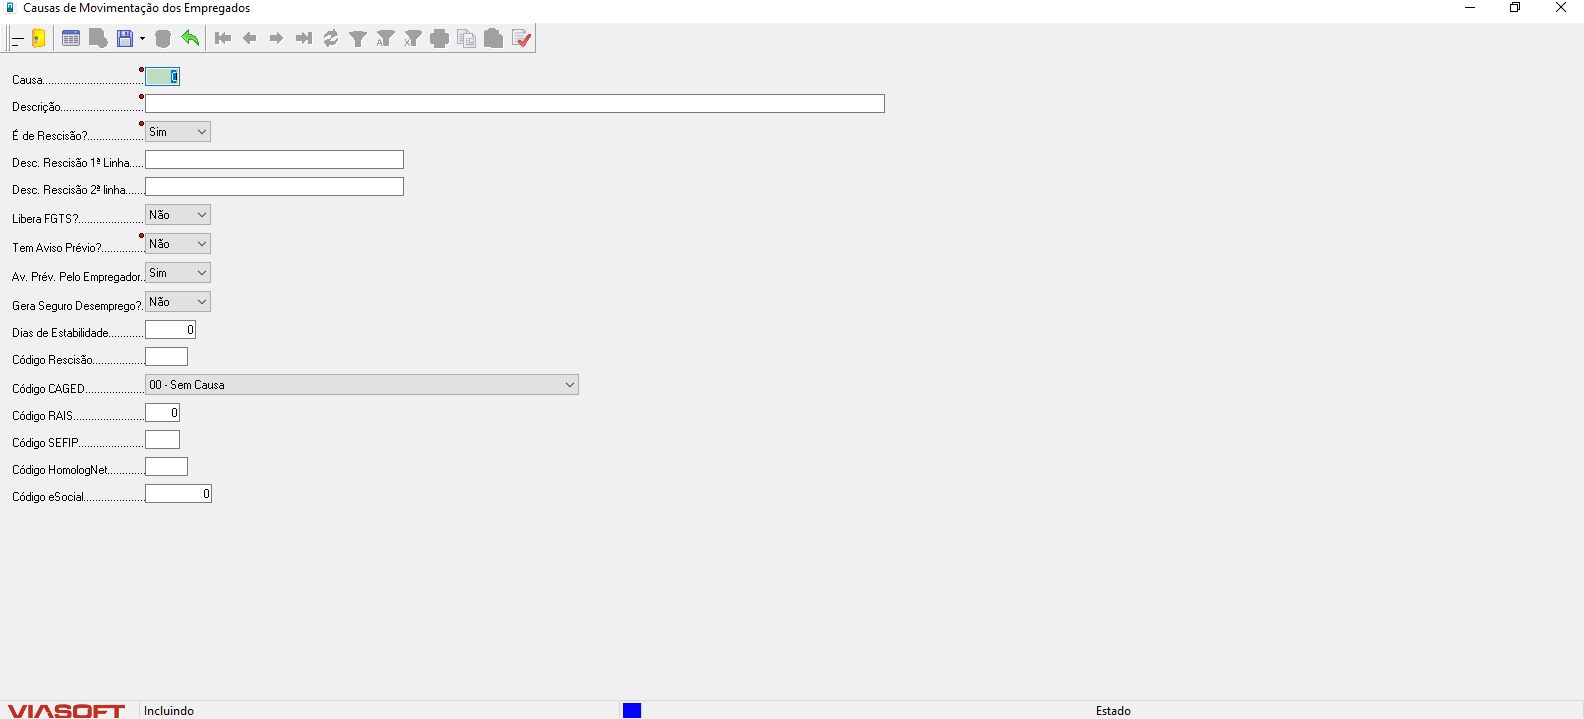 Causas de Movimentação dos Empregados
Causa.................................. 0
Descrição............................
É de Rescisão?................... Sim
Desc. Rescisão 1ª Linha.....
Desc. Rescisão 2ª linha.......
Libera FGTS?...................... Não
Tem Aviso Prévio?............... Não
Av. Prév. Pelo Empregador.. Sim
Gera Seguro Desemprego?. Não
Dias de Estabilidade............ 0
Código Rescisão..................
Código CAGED.................... 00 - Sem Causa
Código RAIS........................ 0
Código SEFIP......................
Código HomologNet.............
Código eSocial..................... 0
VIASOFT Incluindo Estado